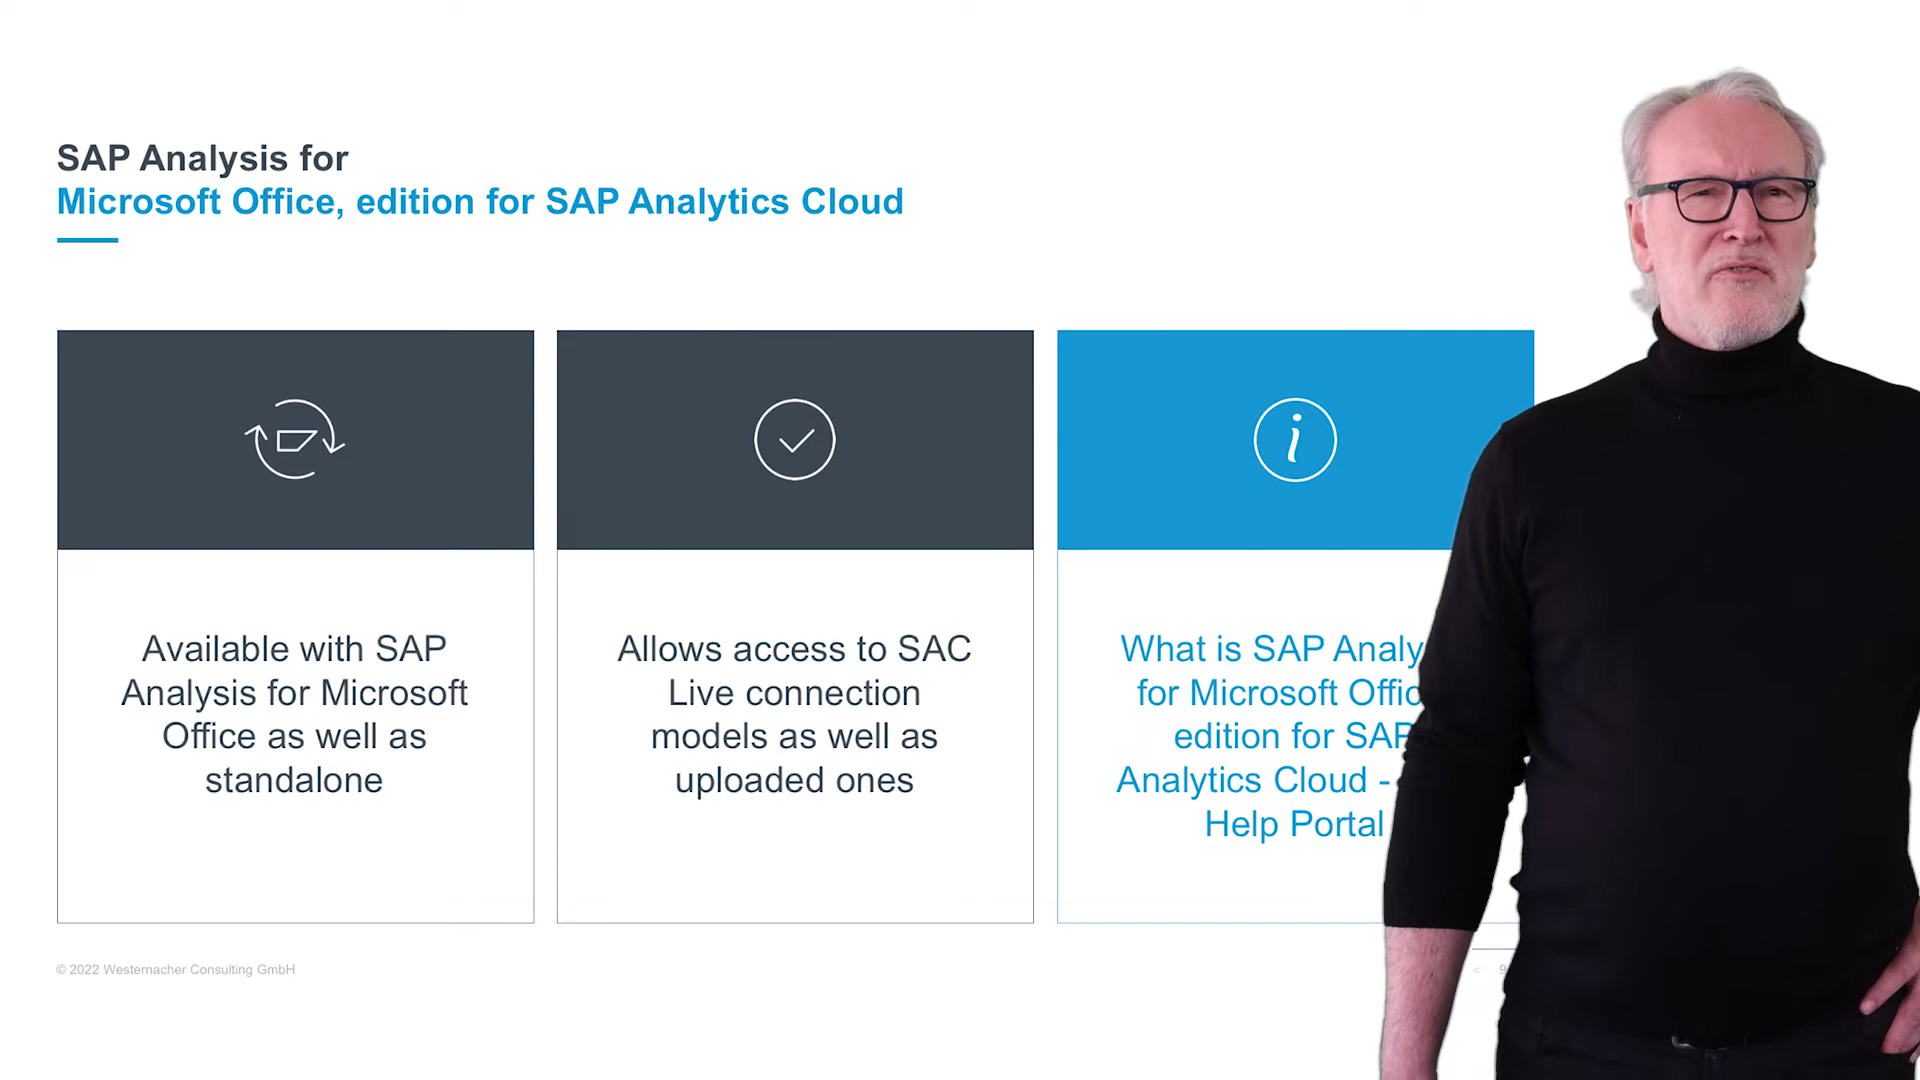 SAP Analysis for
Microsoft Office, edition for SAP Analytics Cloud
Available with SAP
Analysis for Microsoft
Office as well as
standalone
Allows access to SAC
Live connection
models as well as
uploaded ones
What is SAP
for Microsoft
edition for SAP
Analytics Cloud -
Help Portal
© 2022 Westernacher Consulting GmbH
<